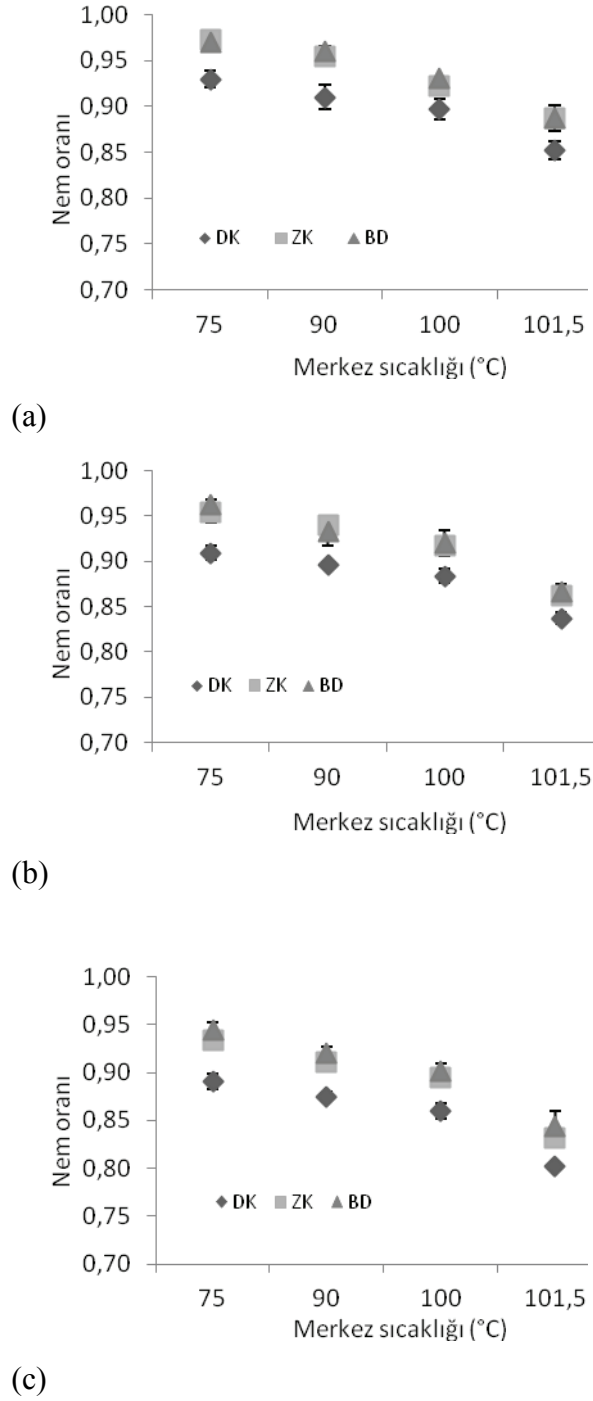 1,00
0,95
0,90
0,85
0,80
0,75
0,70
Nem oranı
DK ZK BD
75 90 100 101,5
Merkez sıcaklığı (°C)
(a)
1,00
0,95
0,90
0,85
0,80
0,75
0,70
Nem oranı
DK ZK BD
75 90 100 101,5
Merkez sıcaklığı (°C)
(b)
1,00
0,95
0,90
0,85
0,80
0,75
0,70
Nem oranı
DK ZK BD
75 90 100 101,5
Merkez sıcaklığı (°C)
(c)